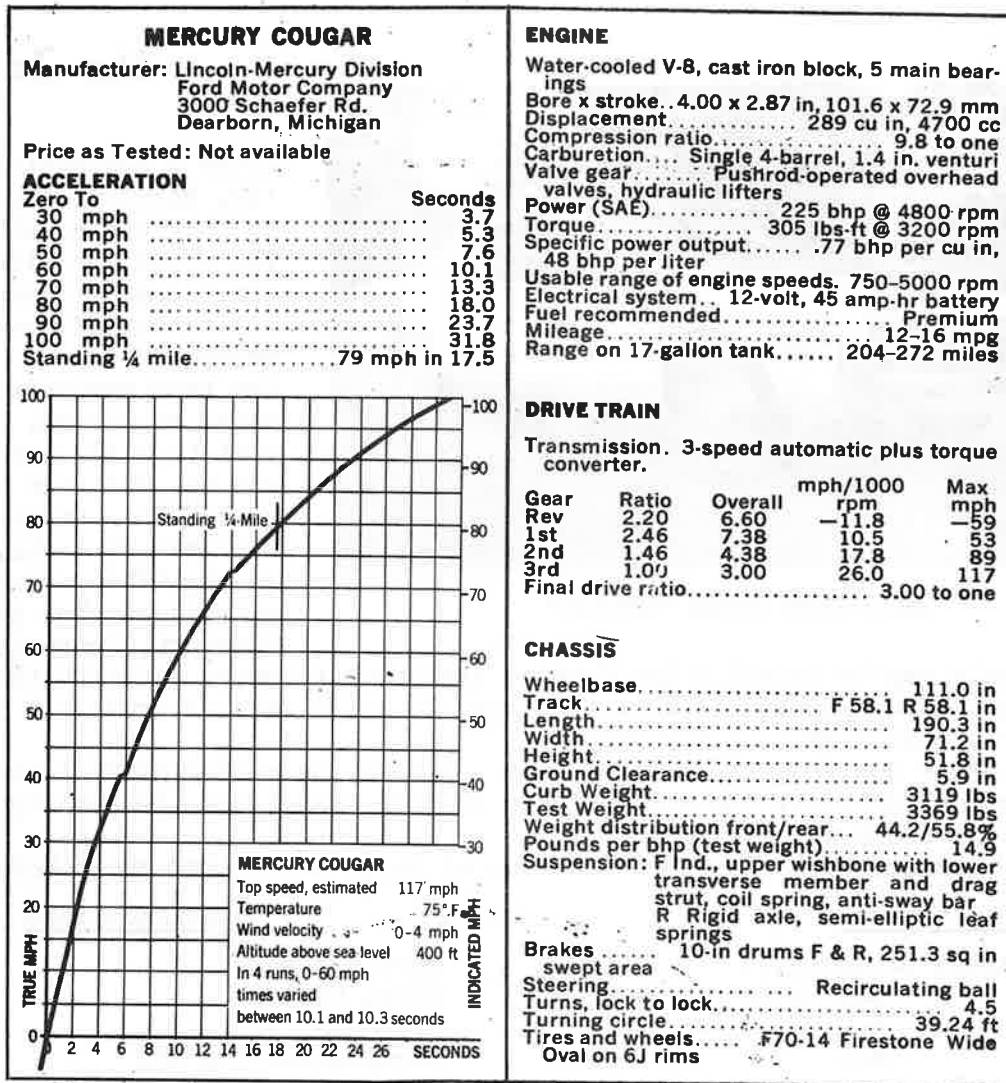 MERCURY COUGAR
Manufacturer: Lincoln-Mercury Division
Ford Motor Company
3000 Schaefer Rd.
Dearborn, Michigan
Price as Tested: Not available
ACCELERATION
Zero To Seconds
30 mph .......... 3.7
40 mph .......... 5.3
50 mph .......... 7.6
60 mph .......... 10.1
70 mph .......... 13.3
80 mph .......... 18.0
90 mph .......... 23.7
100 mph .......... 31.8
Standing ¼ mile.......... 79 mph in 17.5
100
90
80
70
60
50
40
30
20
10
0
TRUE MPH
Standing ¼-Mile
100
90
80
70
60
50
40
30
INDICATED MPH
MERCURY COUGAR
Top speed, estimated 117 mph
Temperature 75° F
Wind velocity 0-4 mph
Altitude above sea level 400 ft
In 4 runs, 0-60 mph
times varied
between 10.1 and 10.3 seconds
0 2 4 6 8 10 12 14 16 18 20 22 24 26 SECONDS
ENGINE
Water-cooled V-8, cast iron block, 5 main bear-
ings
Bore x stroke..4.00 x 2.87 in, 101.6 x 72.9 mm
Displacement.......... 289 cu in, 4700 cc
Compression ratio.......... 9.8 to one
Carburetion.... Single 4-barrel, 1.4 in. venturi
Valve gear...... Pushrod-operated overhead
valves, hydraulic lifters
Power (SAE).......... 225 bhp @ 4800 rpm
Torque.......... 305 lbs-ft @ 3200 rpm
Specific power output...... .77 bhp per cu in,
48 bhp per liter
Usable range of engine speeds. 750-5000 rpm
Electrical system.. 12-volt, 45 amp-hr battery
Fuel recommended.......... Premium
Mileage.......... 12-16 mpg
Range on 17-gallon tank...... 204-272 miles
DRIVE TRAIN
Transmission. 3-speed automatic plus torque
converter.
mph/1000 Max
Gear Ratio Overall rpm mph
Rev 2.20 6.60 —11.8 —59
1st 2.46 7.38 10.5 53
2nd 1.46 4.38 17.8 89
3rd 1.00 3.00 26.0 117
Final drive ratio.......... 3.00 to one
CHASSIS
Wheelbase.......... 111.0 in
Track.......... F 58.1 R 58.1 in
Length.......... 190.3 in
Width.......... 71.2 in
Height.......... 51.8 in
Ground Clearance.......... 5.9 in
Curb Weight.......... 3119 lbs
Test Weight.......... 3369 lbs
Weight distribution front/rear... 44.2/55.8%
Pounds per bhp (test weight).......... 14.9
Suspension: F Ind., upper wishbone with lower
transverse member and drag
strut, coil spring, anti-sway bar
R Rigid axle, semi-elliptic leaf
springs
Brakes ...... 10-in drums F & R, 251.3 sq in
swept area
Steering.......... Recirculating ball
Turns, lock to lock.......... 4.5
Turning circle.......... 39.24 ft
Tires and wheels..... F70-14 Firestone Wide
Oval on 6J rims